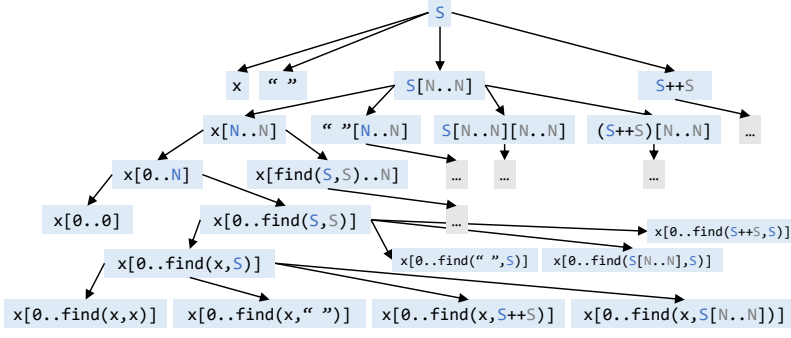 S
x “ ” S[N..N] S++S
x[N..N] “ ”[N..N] S[N..N][N..N] (S++S)[N..N] …
x[0..N] x[find(S,S)..N] … … …
x[0..0] x[0..find(S,S)] … x[0..find(S++S,S)]
x[0..find(x,S)] x[0..find(“ ”,S)] x[0..find(S[N..N],S)]
x[0..find(x,x)] x[0..find(x,“ ”)] x[0..find(x,S++S)] x[0..find(x,S[N..N])]